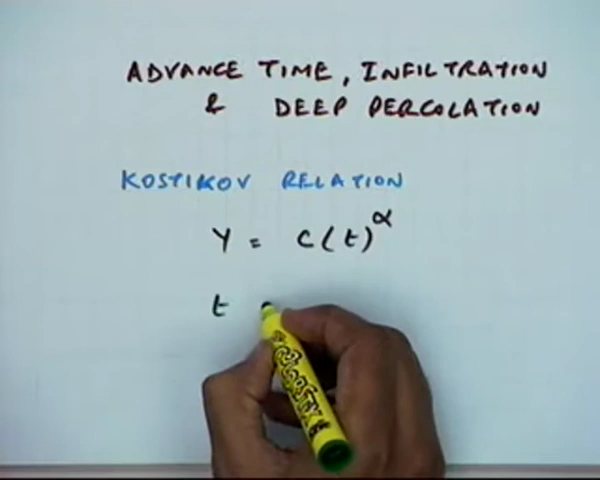 ADVANCE TIME, INFILTRATION
& DEEP PERCOLATION
KOSTIKOV RELATION
Y = C(t)^α
t